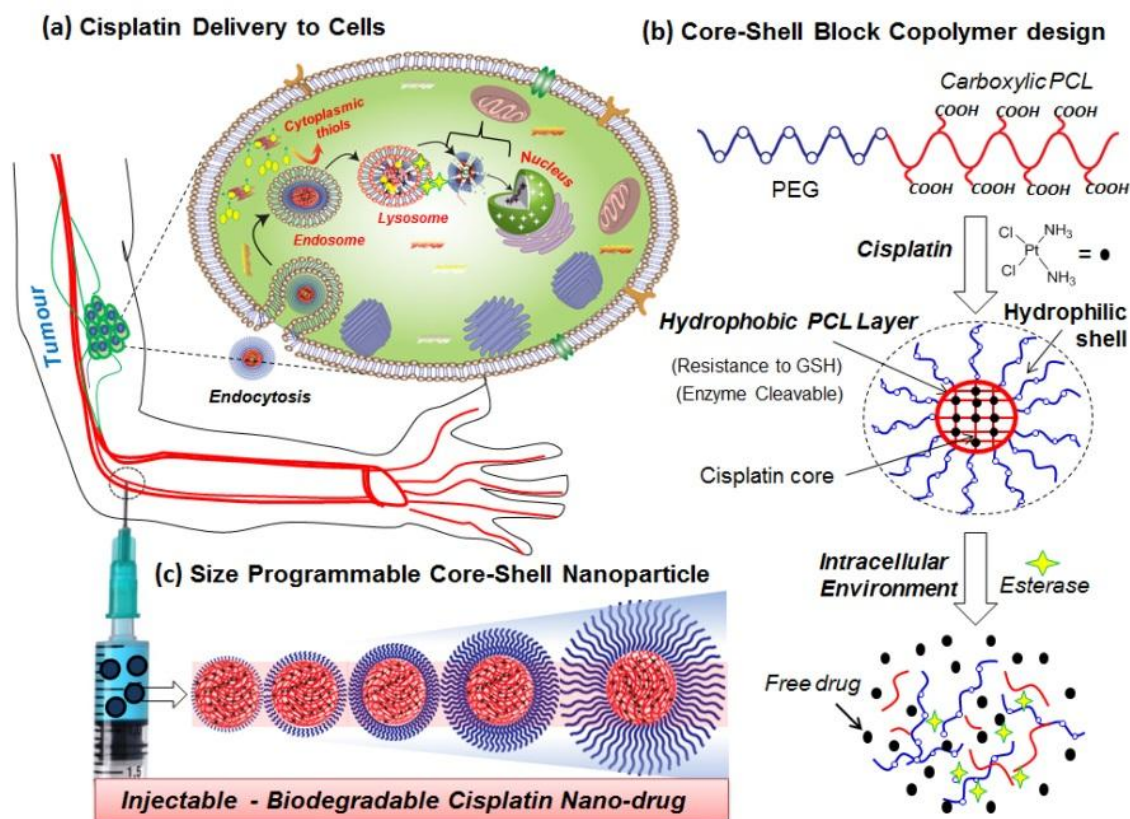 (a) Cisplatin Delivery to Cells
Cytoplasmic
thiols
Endosome
Lysosome
Nucleus
Tumour
Endocytosis
(b) Core-Shell Block Copolymer design
Carboxylic PCL
COOH COOH COOH
PEG
COOH COOH COOH COOH
Cisplatin
Cl NH3
Pt
Cl NH3
=
Hydrophobic PCL Layer
(Resistance to GSH)
(Enzyme Cleavable)
Hydrophilic
shell
Cisplatin core
Intracellular
Environment
Esterase
Free drug
(c) Size Programmable Core-Shell Nanoparticle
1.5
Injectable - Biodegradable Cisplatin Nano-drug